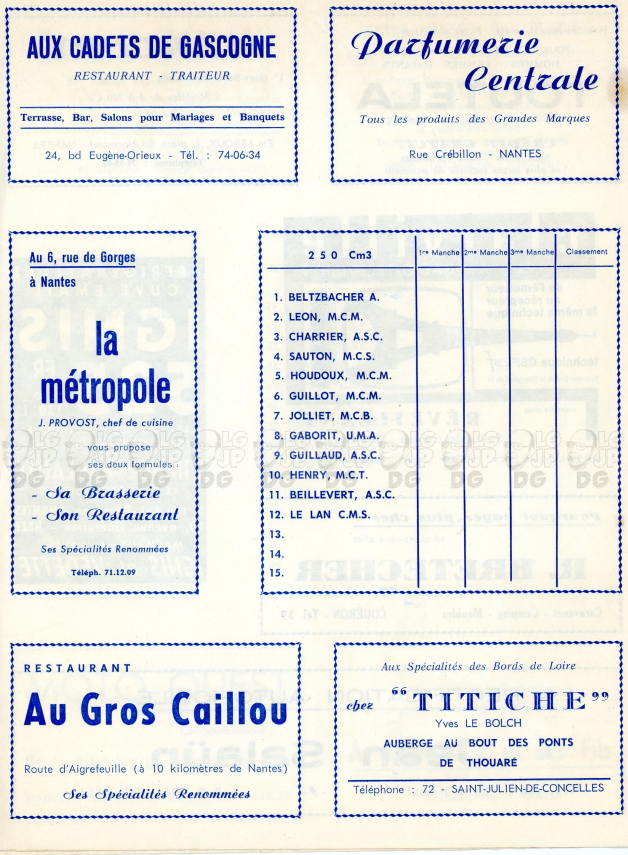 AUX CADETS DE GASCOGNE
RESTAURANT - TRAITEUR
Terrasse, Bar, Salons pour Mariages et Banquets
24, bd Eugène-Orieux - Tél. : 74-06-34
Parfumerie
Centrale
Tous les produits des Grandes Marques
Rue Crébillon - NANTES
Au 6, rue de Gorges
à Nantes
la
métropole
J. PROVOST, chef de cuisine
vous propose
ses deux formules :
- Sa Brasserie
- Son Restaurant
Ses Spécialités Renommées
Téléph. 71.12.09
250 Cm3 1re Manche 2me Manche 3me Manche Classement
1. BELTZBACHER A.
2. LEON, M.C.M.
3. CHARRIER, A.S.C.
4. SAUTON, M.C.S.
5. HOUDOUX, M.C.M.
6. GUILLOT, M.C.M.
7. JOLLIET, M.C.B.
8. GABORIT, U.M.A.
9. GUILLAUD, A.S.C.
10. HENRY, M.C.T.
11. BEILLEVERT, A.S.C.
12. LE LAN C.M.S.
13.
14.
15.
RESTAURANT
Au Gros Caillou
Route d'Aigrefeuille (à 10 kilomètres de Nantes)
Ses Spécialités Renommées
Aux Spécialités des Bords de Loire
chez "TITICHE"
Yves LE BOLCH
AUBERGE AU BOUT DES PONTS
DE THOUARÉ
Téléphone : 72 - SAINT-JULIEN-DE-CONCELLES